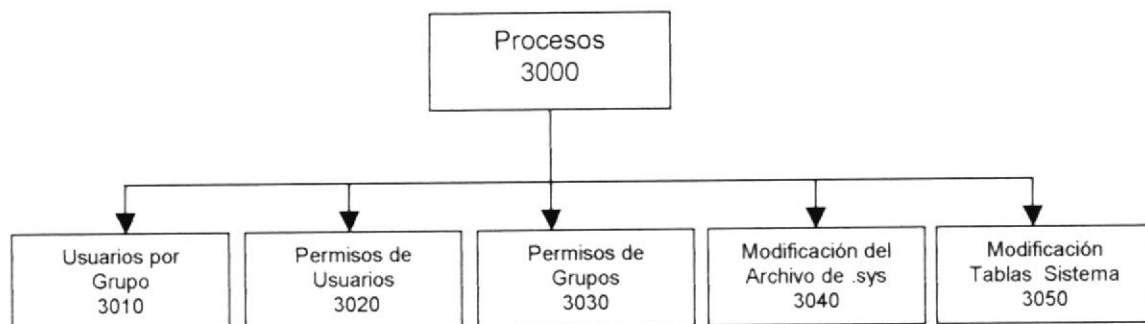 Procesos
3000
Usuarios por
Grupo
3010
Permisos de
Usuarios
3020
Permisos de
Grupos
3030
Modificación del
Archivo de .sys
3040
Modificación
Tablas Sistema
3050